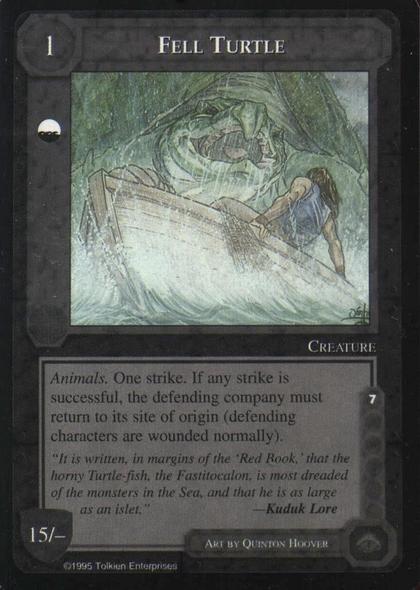 1
FELL TURTLE
CREATURE
Animals. One strike. If any strike is
successful, the defending company must
return to its site of origin (defending
characters are wounded normally).
7
"It is written, in margins of the 'Red Book,' that the
horny Turtle-fish, the Fastitocalon, is most dreaded
of the monsters in the Sea, and that he is as large
as an islet." —Kuduk Lore
15/–
ART BY QUINTON HOOVER
©1995 Tolkien Enterprises